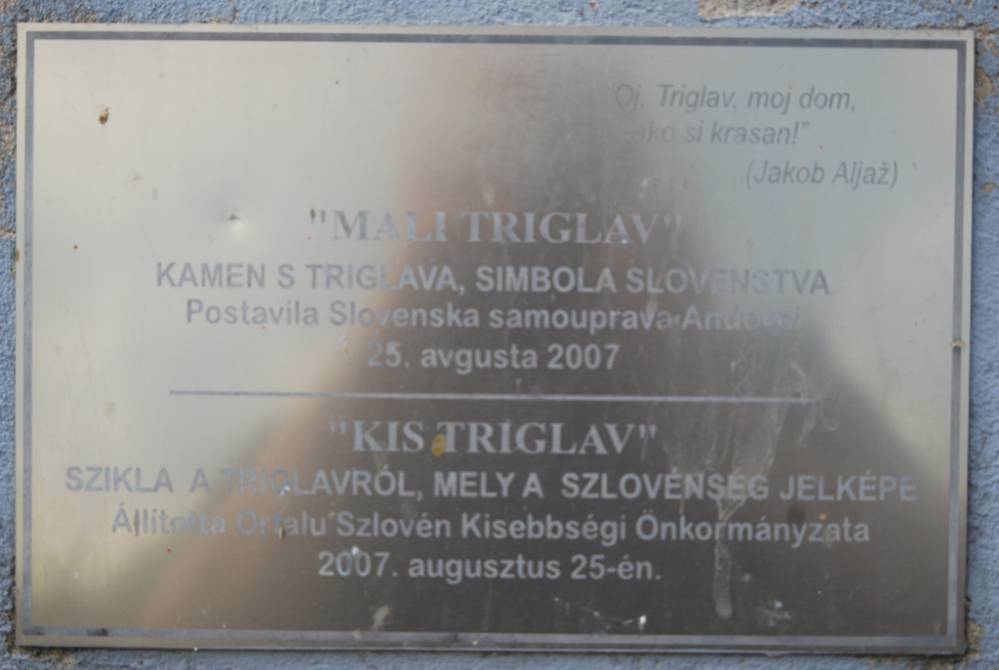 "Oj, Triglav, moj dom,
kako si krasan!"
(Jakob Aljaž)
"MALI TRIGLAV"
KAMEN S TRIGLAVA, SIMBOLA SLOVENSTVA
Postavila Slovenska samouprava Andovci
25. avgusta 2007
"KIS TRIGLAV"
SZIKLA A TRIGLAVRÓL, MELY A SZLOVÉNSÉG JELKÉPE
Állította Orfalu Szlovén Kisebbségi Önkormányzata
2007. augusztus 25-én.